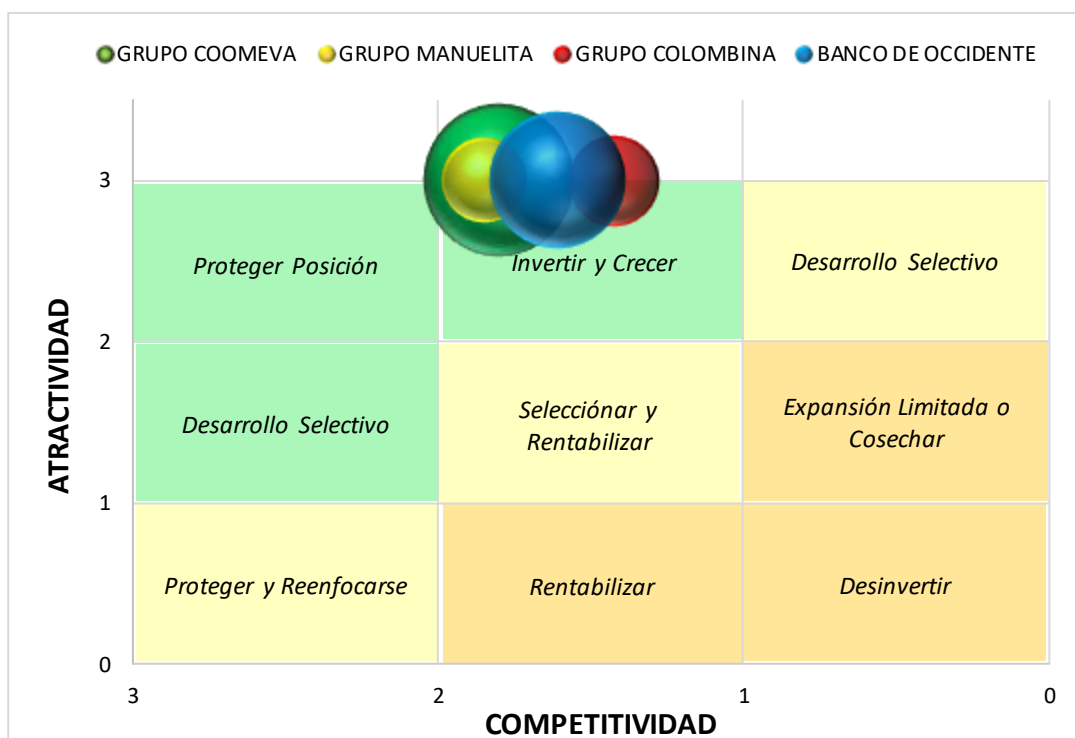 GRUPO COOMEVA GRUPO MANUELITA GRUPO COLOMBINA BANCO DE OCCIDENTE
3
Proteger Posición
Invertir y Crecer
Desarrollo Selectivo
2
Desarrollo Selectivo
Selecciónar y
Rentabilizar
Expansión Limitada o
Cosechar
1
Proteger y Reenfocarse
Rentabilizar
Desinvertir
0
ATRACTIVIDAD
3 2 1 0
COMPETITIVIDAD